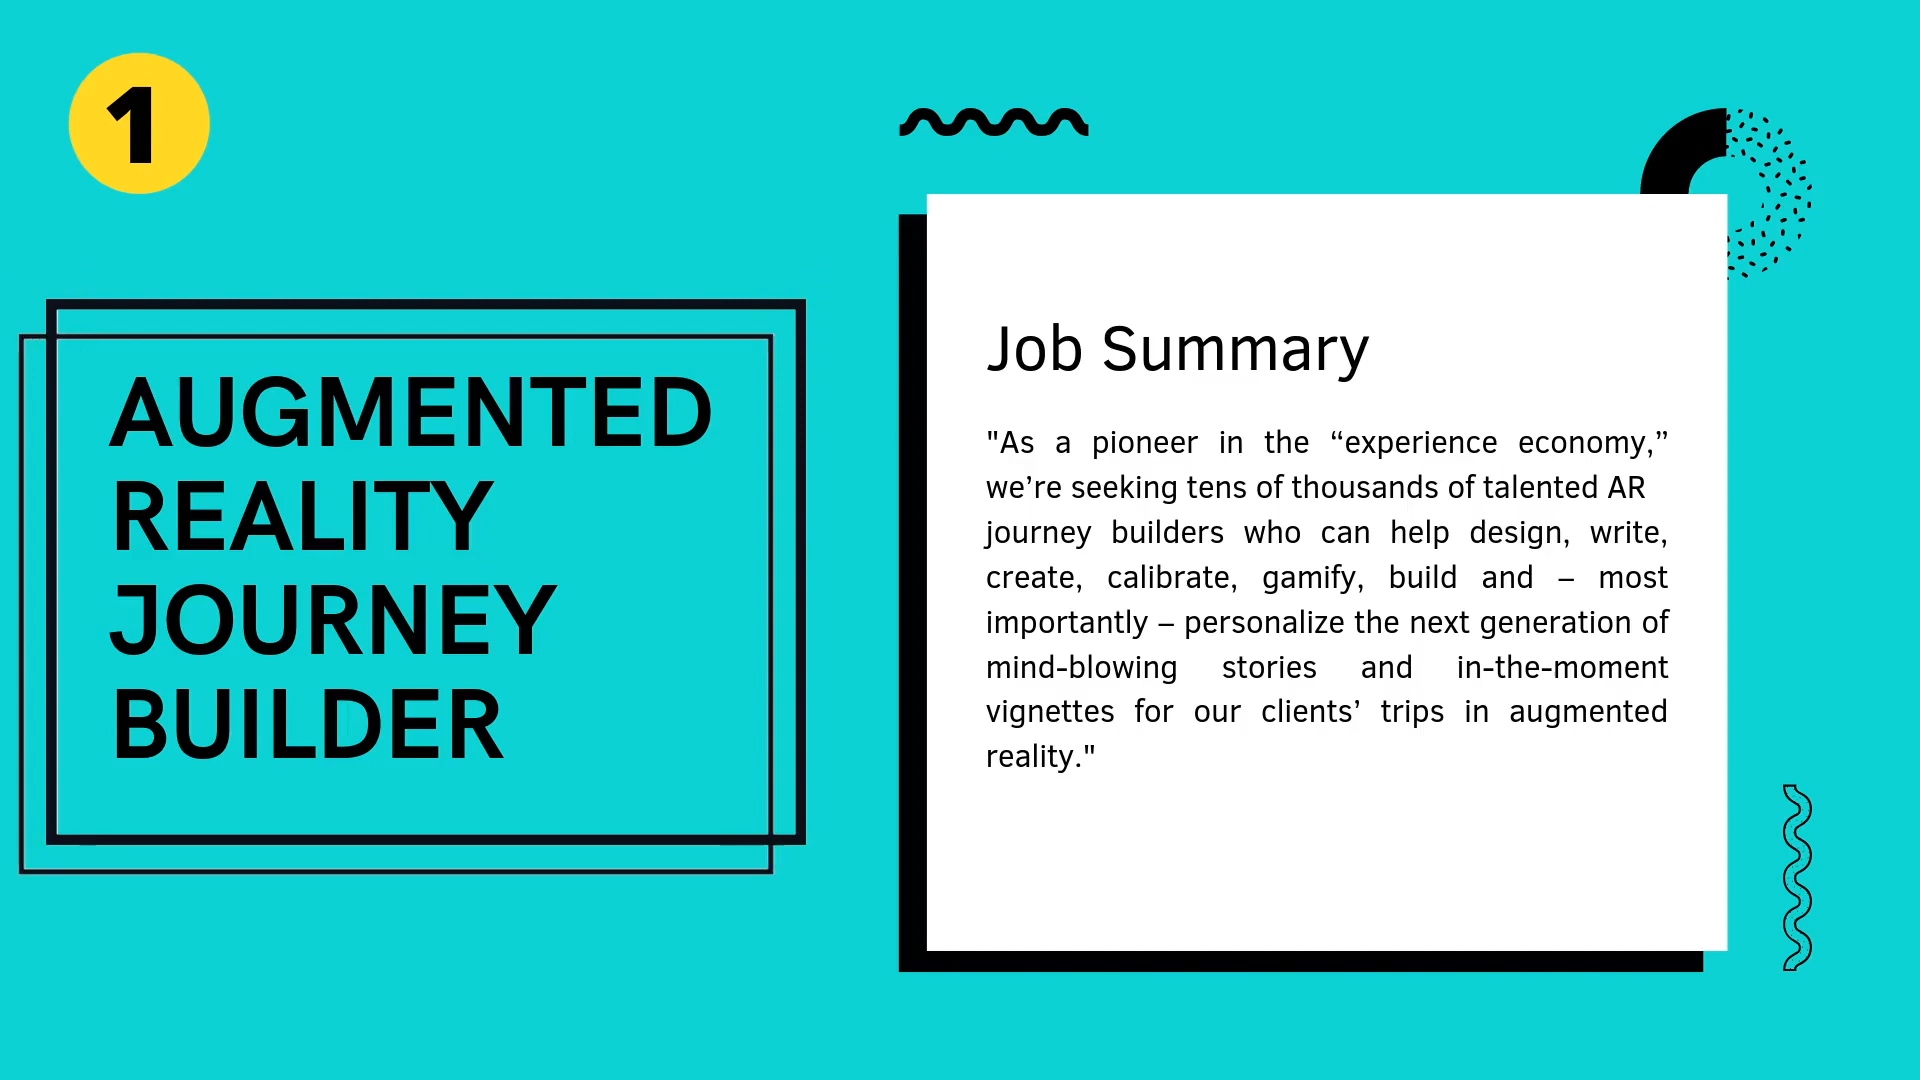 1
AUGMENTED
REALITY
JOURNEY
BUILDER
Job Summary
"As a pioneer in the “experience economy,”
we’re seeking tens of thousands of talented AR
journey builders who can help design, write,
create, calibrate, gamify, build and – most
importantly – personalize the next generation of
mind-blowing stories and in-the-moment
vignettes for our clients’ trips in augmented
reality."